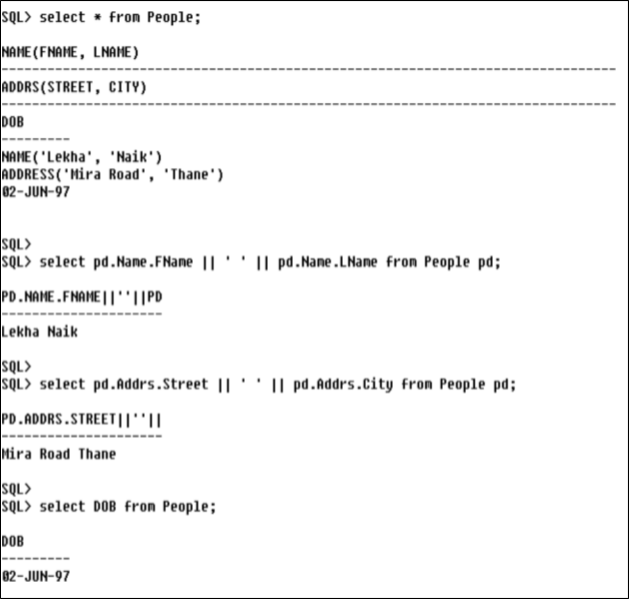 SQL> select * from People;
NAME(FNAME, LNAME)
--------------------------------------------------------------------------------
ADDRS(STREET, CITY)
--------------------------------------------------------------------------------
DOB
---------
NAME('Lekha', 'Naik')
ADDRESS('Mira Road', 'Thane')
02-JUN-97
SQL>
SQL> select pd.Name.FName || ' ' || pd.Name.LName from People pd;
PD.NAME.FNAME||''||PD
---------------------
Lekha Naik
SQL>
SQL> select pd.Addrs.Street || ' ' || pd.Addrs.City from People pd;
PD.ADDRS.STREET||''||
---------------------
Mira Road Thane
SQL>
SQL> select DOB from People;
DOB
---------
02-JUN-97